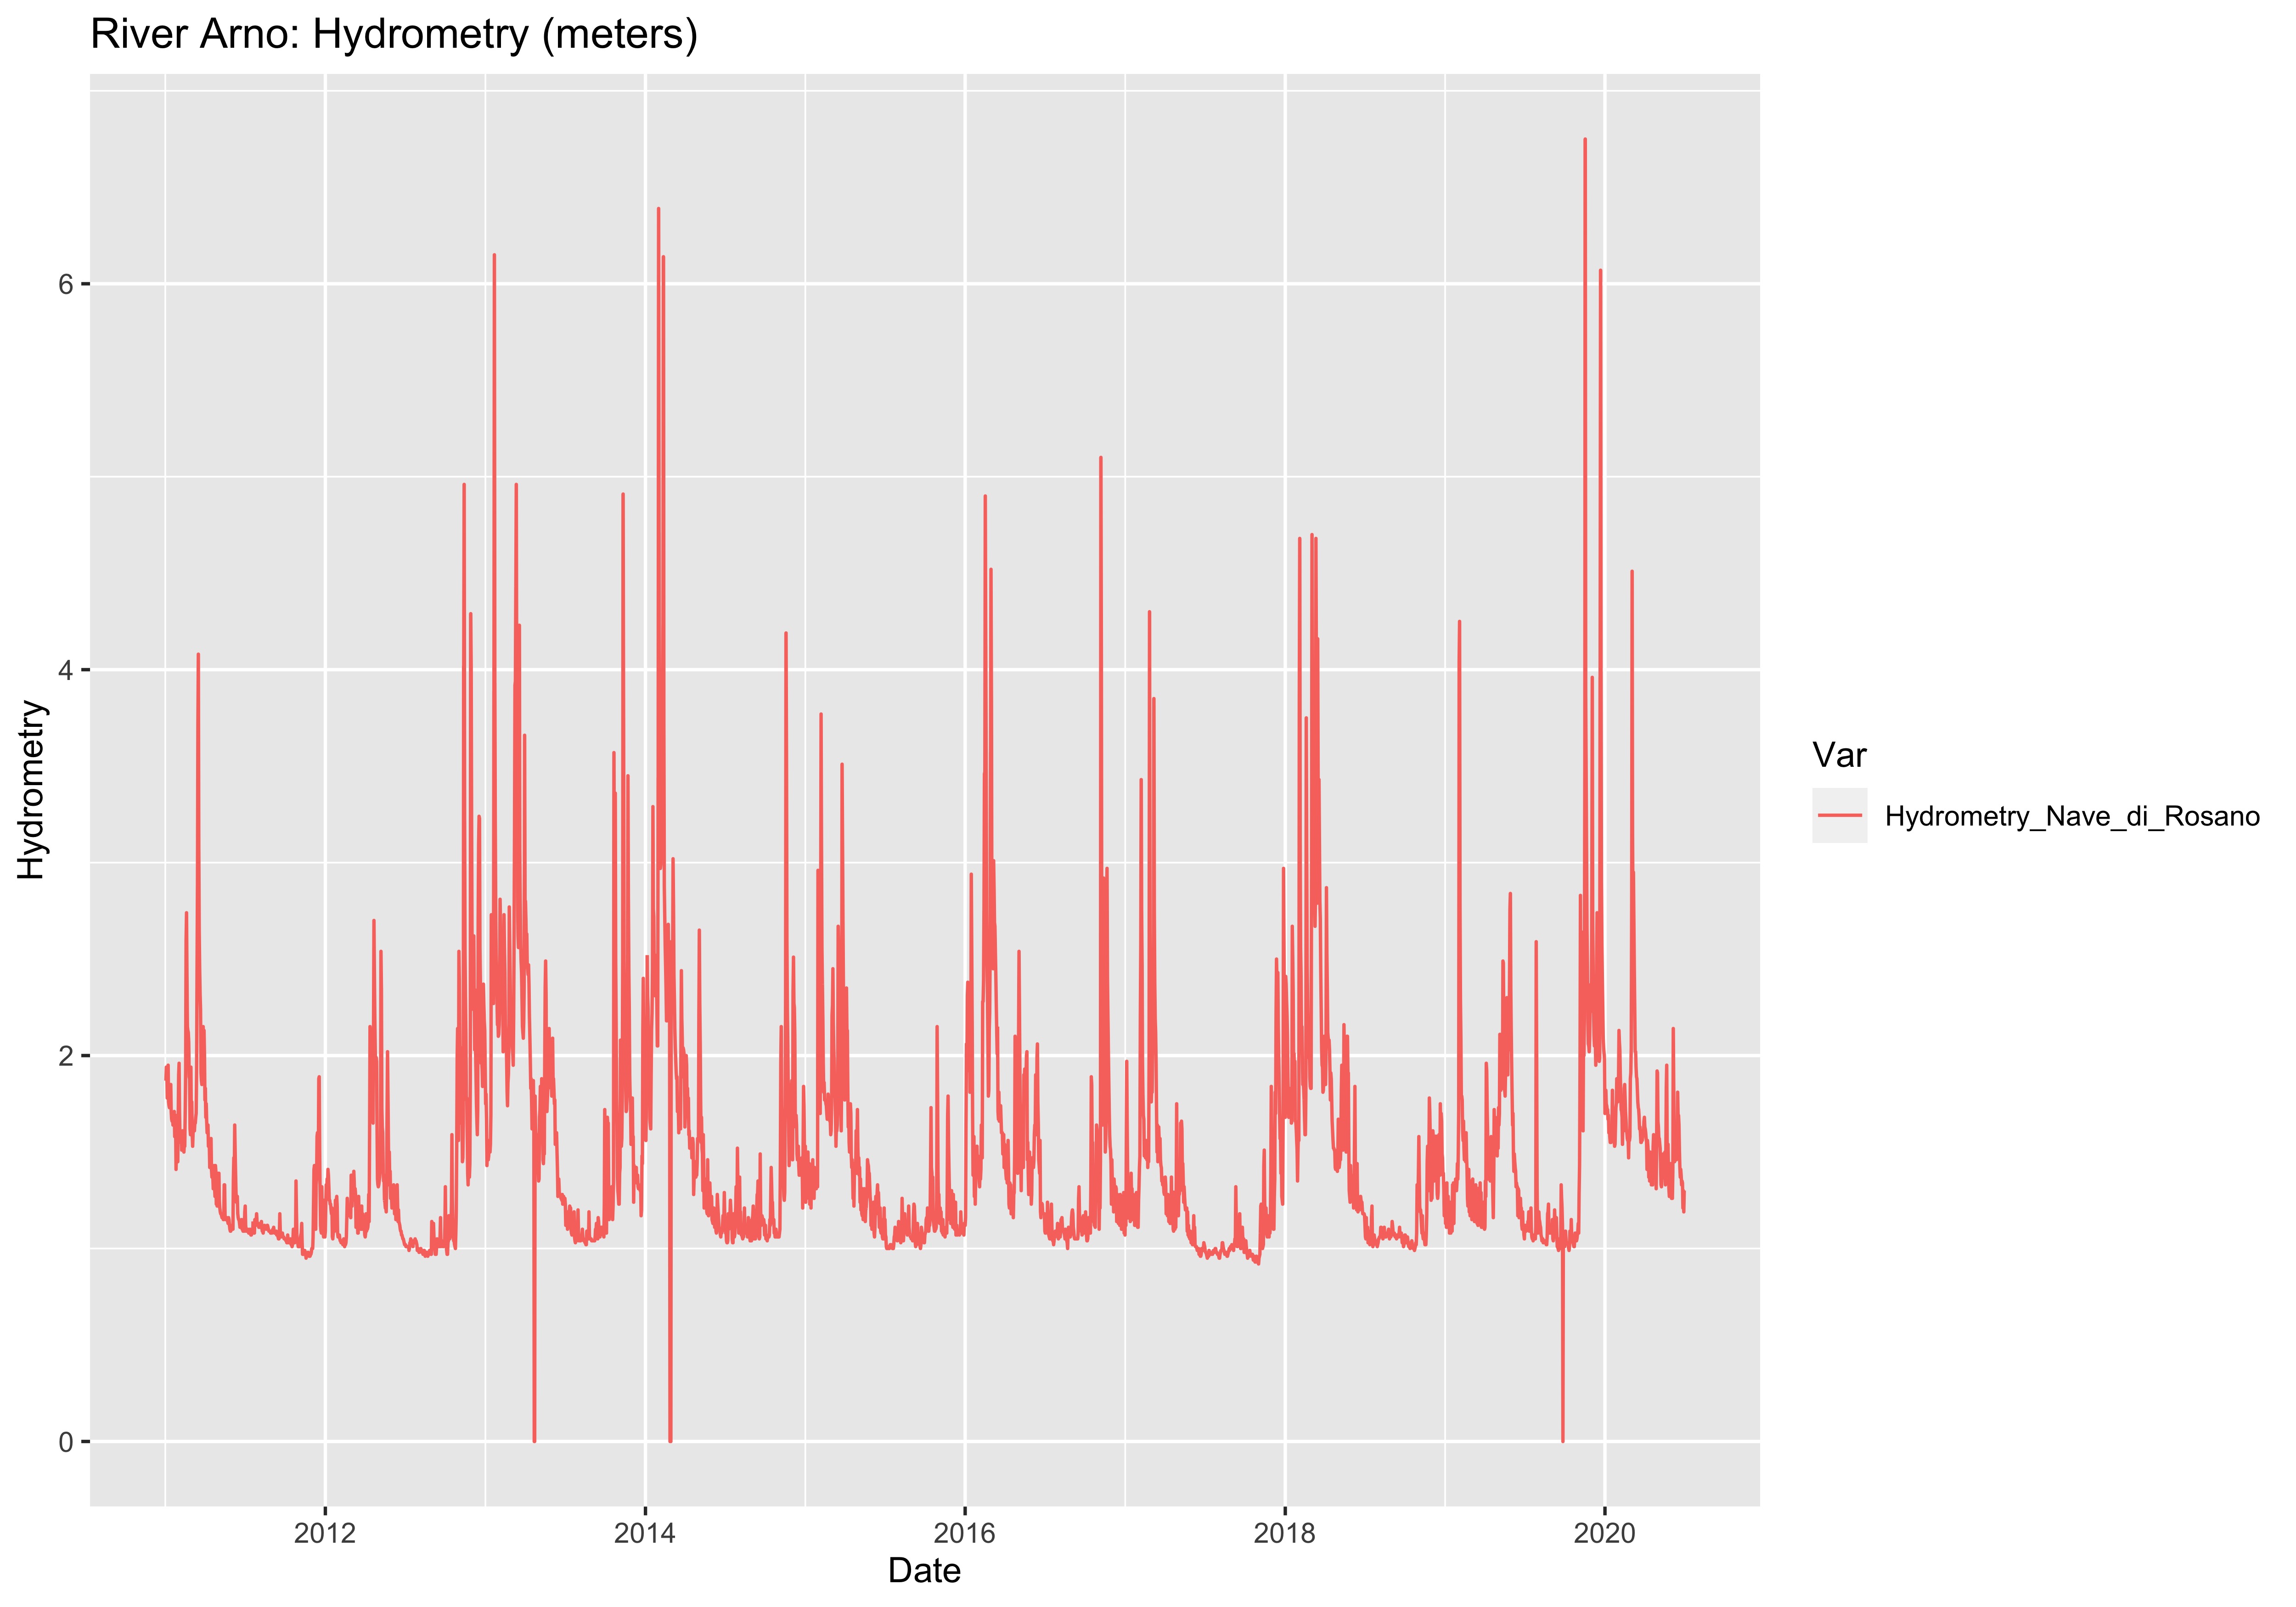 River Arno: Hydrometry (meters)
Hydrometry
6
4
2
0
2012 2014 2016 2018 2020
Date
Var
Hydrometry_Nave_di_Rosano